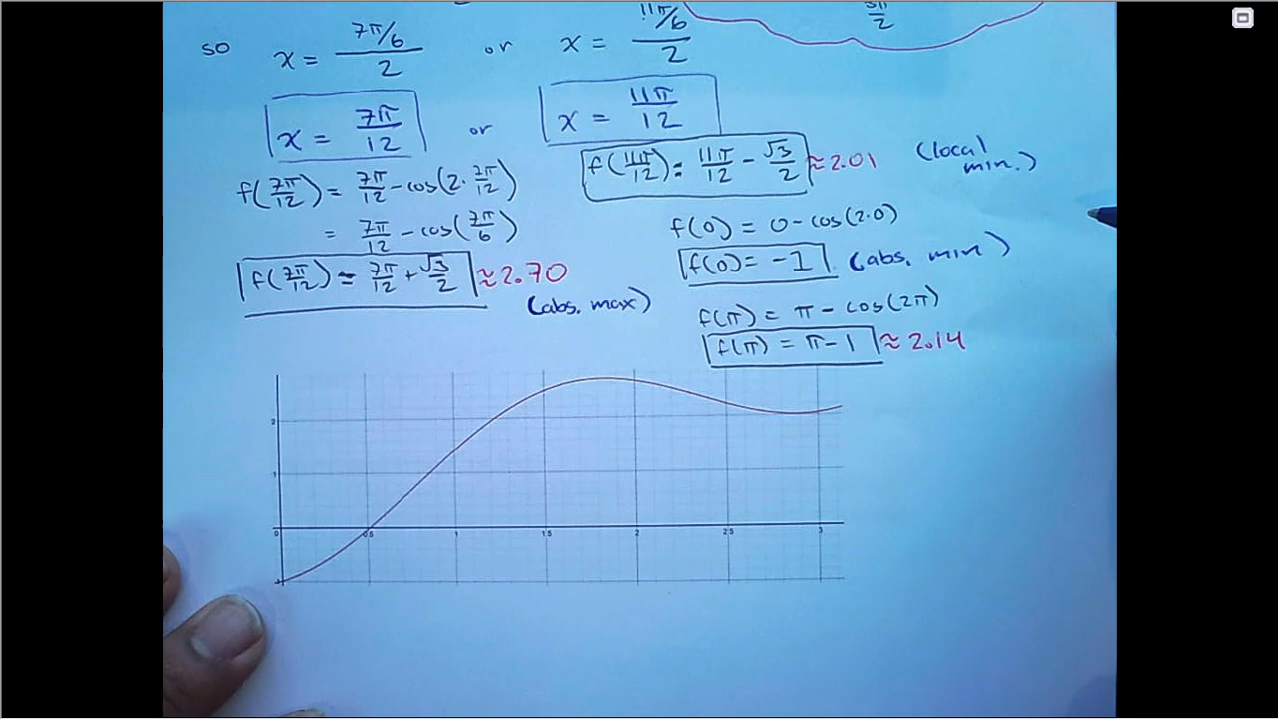 so x = 7π/6 / 2 or x = 11π/6 / 2
3π/2
x = 7π/12 or x = 11π/12
f(7π/12) = 7π/12 - cos(2 · 7π/12)
= 7π/12 - cos(7π/6)
f(7π/12) = 7π/12 + √3/2 ≈ 2.70
(abs. max)
f(11π/12) = 11π/12 - √3/2 ≈ 2.01 (local min.)
f(0) = 0 - cos(2·0)
f(0) = -1 (abs. min)
f(π) = π - cos(2π)
f(π) = π - 1 ≈ 2.14
2
1
0 0.5 1 1.5 2 2.5 3